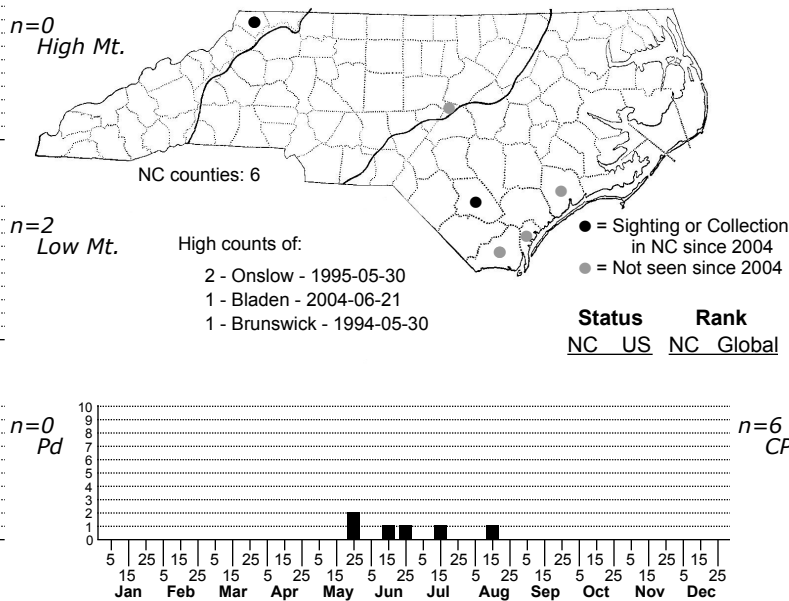 n=0
High Mt.
NC counties: 6
n=2
Low Mt.
High counts of:
2 - Onslow - 1995-05-30
1 - Bladen - 2004-06-21
1 - Brunswick - 1994-05-30
= Sighting or Collection
in NC since 2004
= Not seen since 2004
Status Rank
NC US NC Global
n=0
Pd
10
9
8
7
6
5
4
3
2
1
0
n=6
CP
5 25 15 5 25 15 5 25 15 5 25 15 5 25 15 5 25 15
15 5 25 15 5 25 15 5 25 15 5 25 15 5 25 15 5 25
Jan Feb Mar Apr May Jun Jul Aug Sep Oct Nov Dec